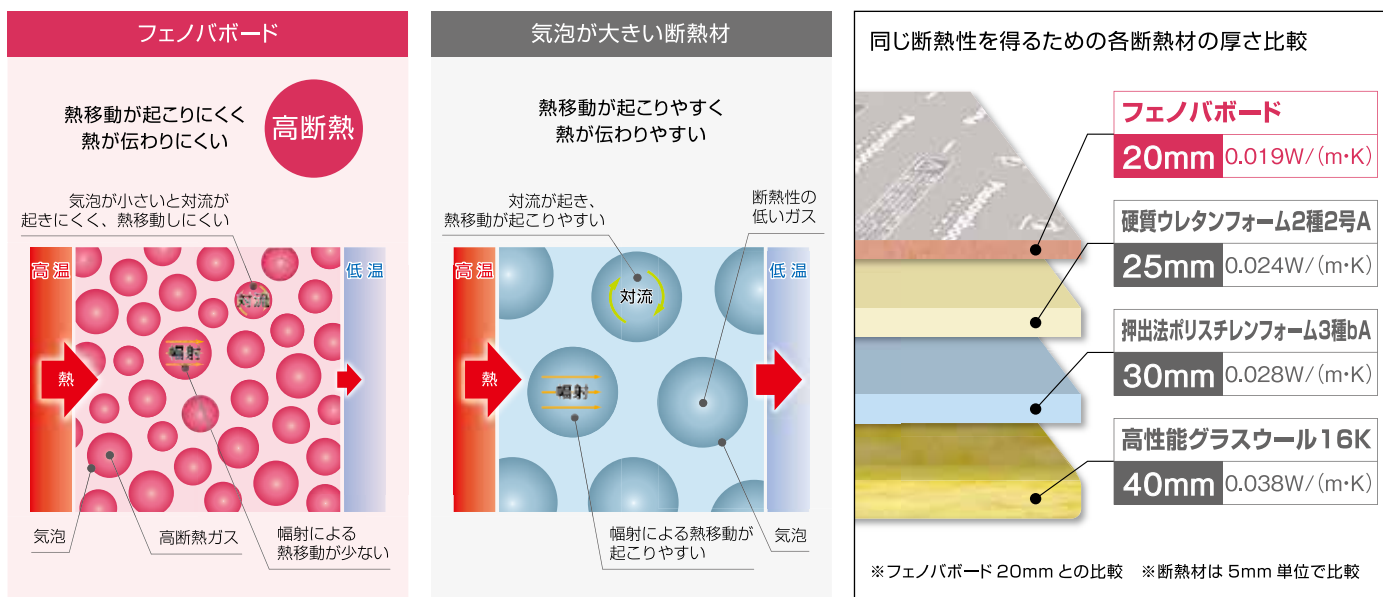 フェノバボード
熱移動が起こりにくく
熱が伝わりにくい
高断熱
気泡が小さいと対流が
起きにくく、熱移動しにくい
高温
低温
対流
輻射
熱
気泡
高断熱ガス
輻射による
熱移動が少ない
気泡が大きい断熱材
熱移動が起こりやすく
熱が伝わりやすい
対流が起き、
熱移動が起こりやすい
断熱性の
低いガス
高温
低温
対流
輻射
熱
輻射による熱移動が
起こりやすい
気泡
同じ断熱性を得るための各断熱材の厚さ比較
フェノバボード
20mm 0.019W/(m・K)
硬質ウレタンフォーム2種2号A
25mm 0.024W/(m・K)
押出法ポリスチレンフォーム3種bA
30mm 0.028W/(m・K)
高性能グラスウール16K
40mm 0.038W/(m・K)
※フェノバボード20mmとの比較 ※断熱材は5mm単位で比較